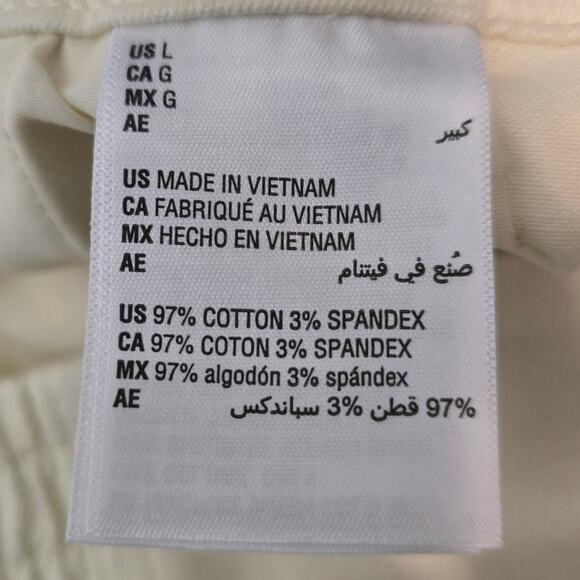 US L
CA G
MX G
AE كبير
US MADE IN VIETNAM
CA FABRIQUÉ AU VIETNAM
MX HECHO EN VIETNAM
AE صُنع في فيتنام
US 97% COTTON 3% SPANDEX
CA 97% COTON 3% SPANDEX
MX 97% algodón 3% spándex
AE 97% قطن 3% سباندكس